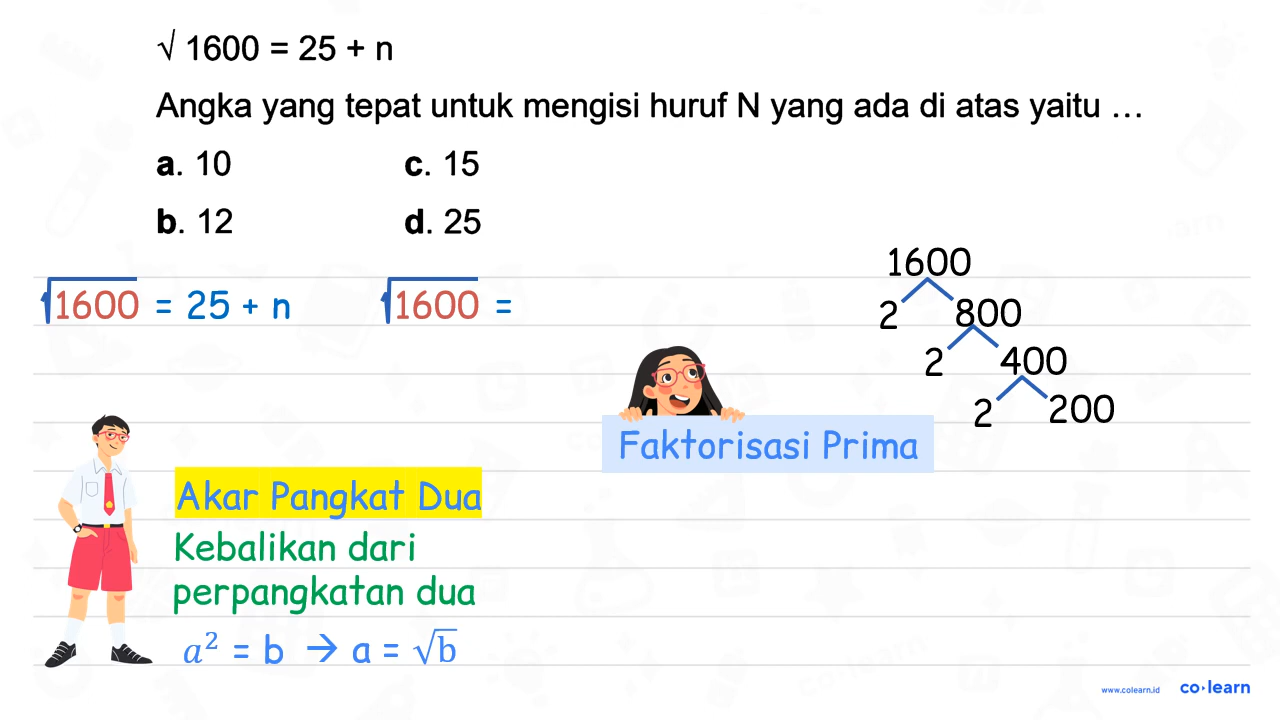 √ 1600 = 25 + n
Angka yang tepat untuk mengisi huruf N yang ada di atas yaitu ...
a. 10 c. 15
b. 12 d. 25
√1600 = 25 + n √1600 =
1600
2 800
2 400
2 200
Faktorisasi Prima
Akar Pangkat Dua
Kebalikan dari
perpangkatan dua
a² = b → a = √b
www.colearn.id co·learn